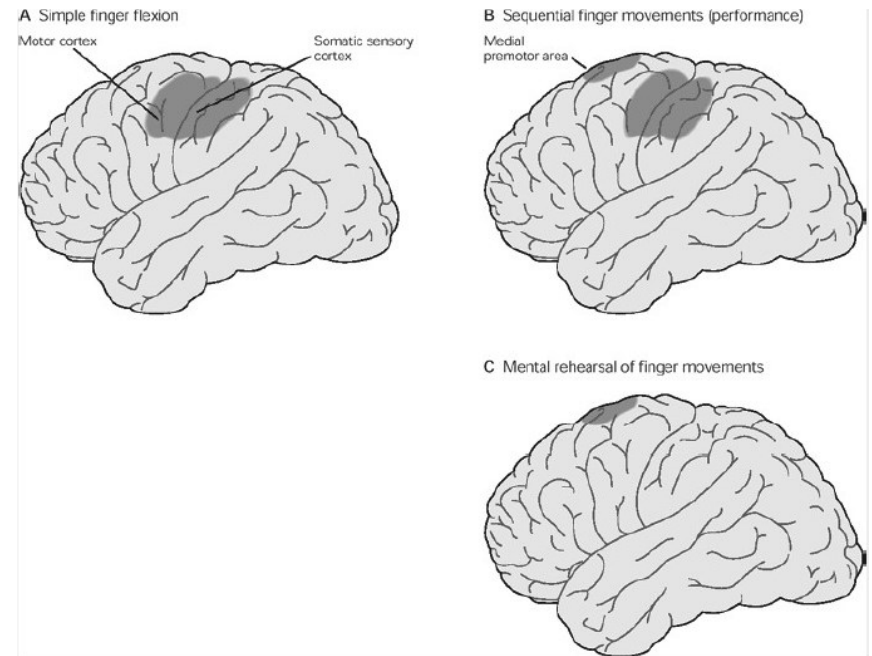 A Simple finger flexion
Motor cortex
Somatic sensory
cortex
B Sequential finger movements (performance)
Medial
premotor area
C Mental rehearsal of finger movements